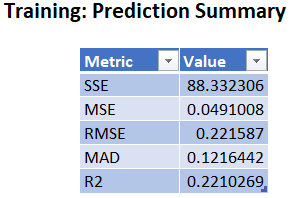 Training: Prediction Summary
Metric Value
SSE 88.332306
MSE 0.0491008
RMSE 0.221587
MAD 0.1216442
R2 0.2210269